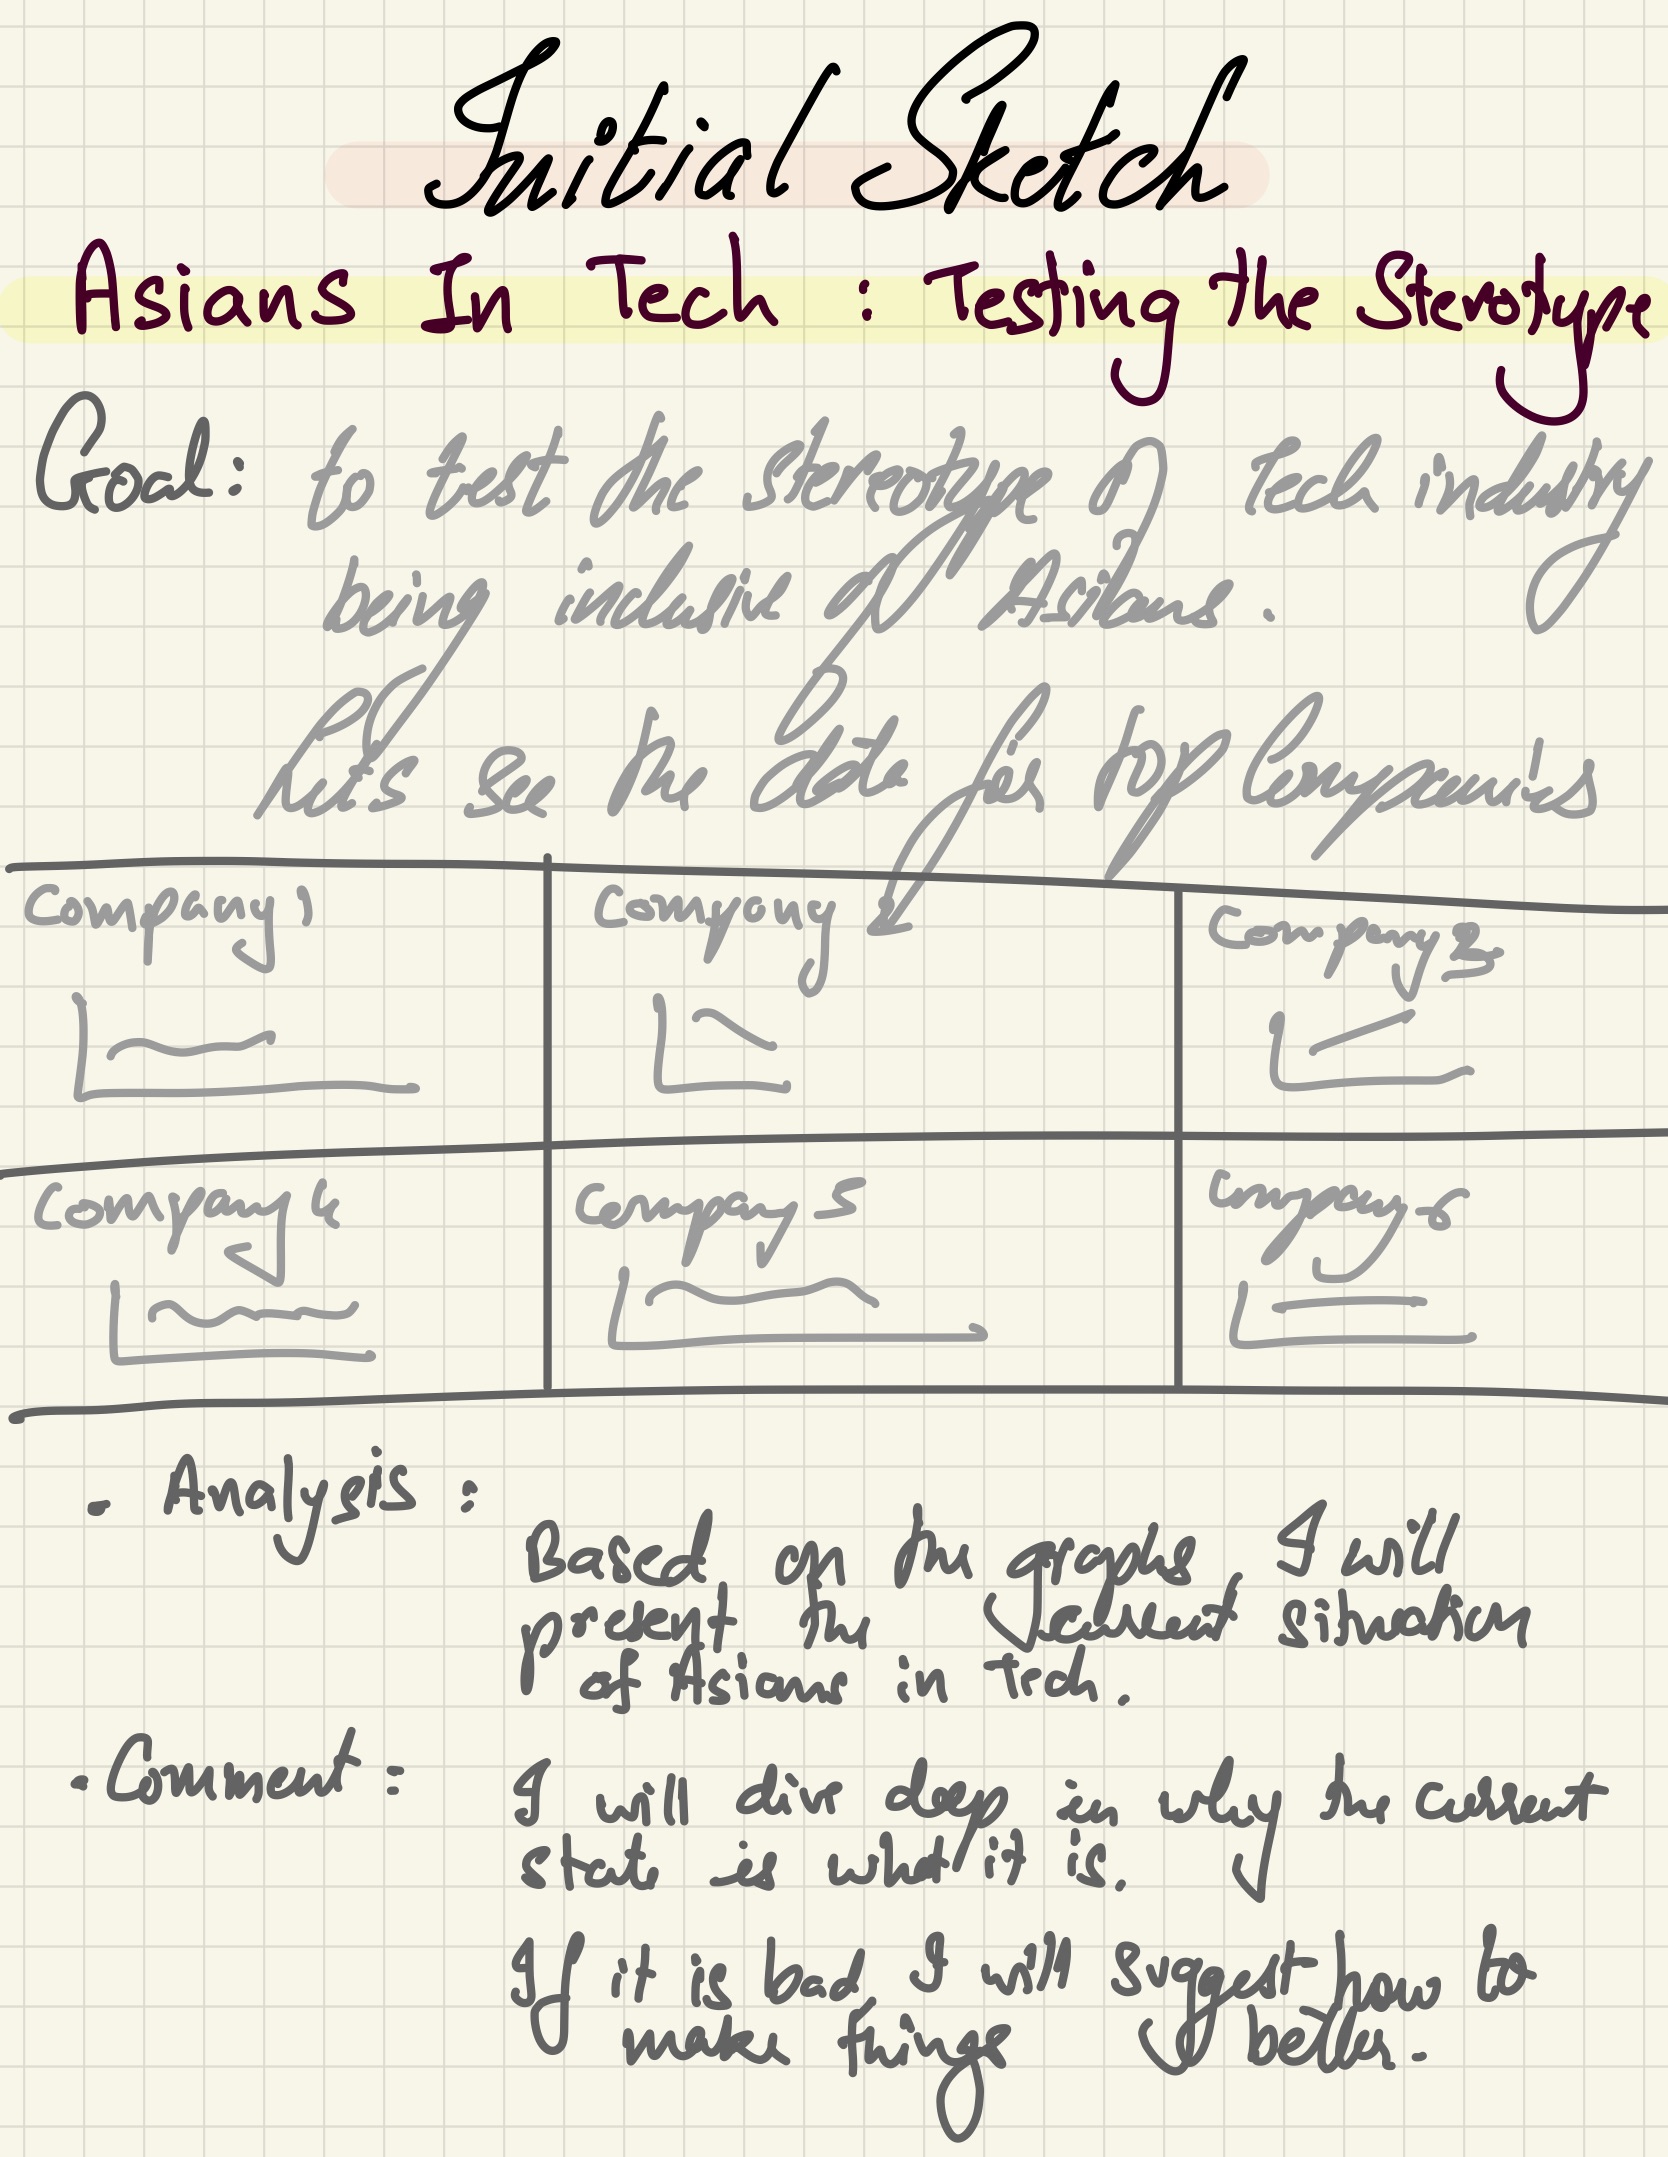 Initial Sketch
Asians In Tech : Testing the Sterotype
Goal: to test the stereotype of Tech industry
being inclusive of Asians.
Let's see the data for top Companies
Company 1
Company 2
Company 3
Company 4
Company 5
Company 6
. Analysis :
Based on the graphs I will
present the current situation
of Asians in Tech.
. Comment :
I will dive deep in why the current
state is what it is.
If it is bad, I will suggest how to
make things better.